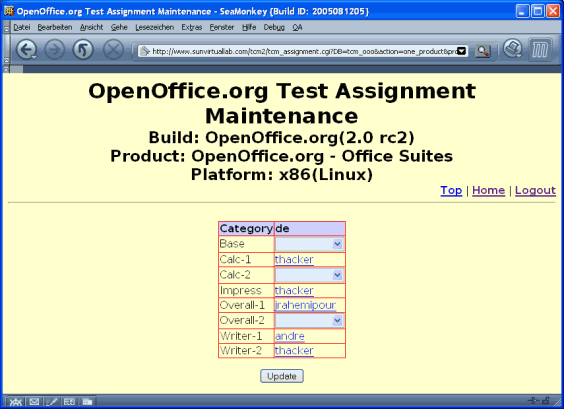 OpenOffice.org Test Assignment Maintenance - SeaMonkey {Build ID: 2005081205}
Datei Bearbeiten Ansicht Gehe Lesezeichen Extras Fenster Hilfe Debug QA
http://www.sunvirtuallab.com/tcm2/tcm_assignment.cgi?DB=tcm_ooo&action=one_product&pro
OpenOffice.org Test Assignment
Maintenance
Build: OpenOffice.org(2.0 rc2)
Product: OpenOffice.org - Office Suites
Platform: x86(Linux)
Top | Home | Logout
Category de
Base
Calc-1 thacker
Calc-2
Impress thacker
Overall-1 jrahemipour
Overall-2
Writer-1 andre
Writer-2 thacker
Update